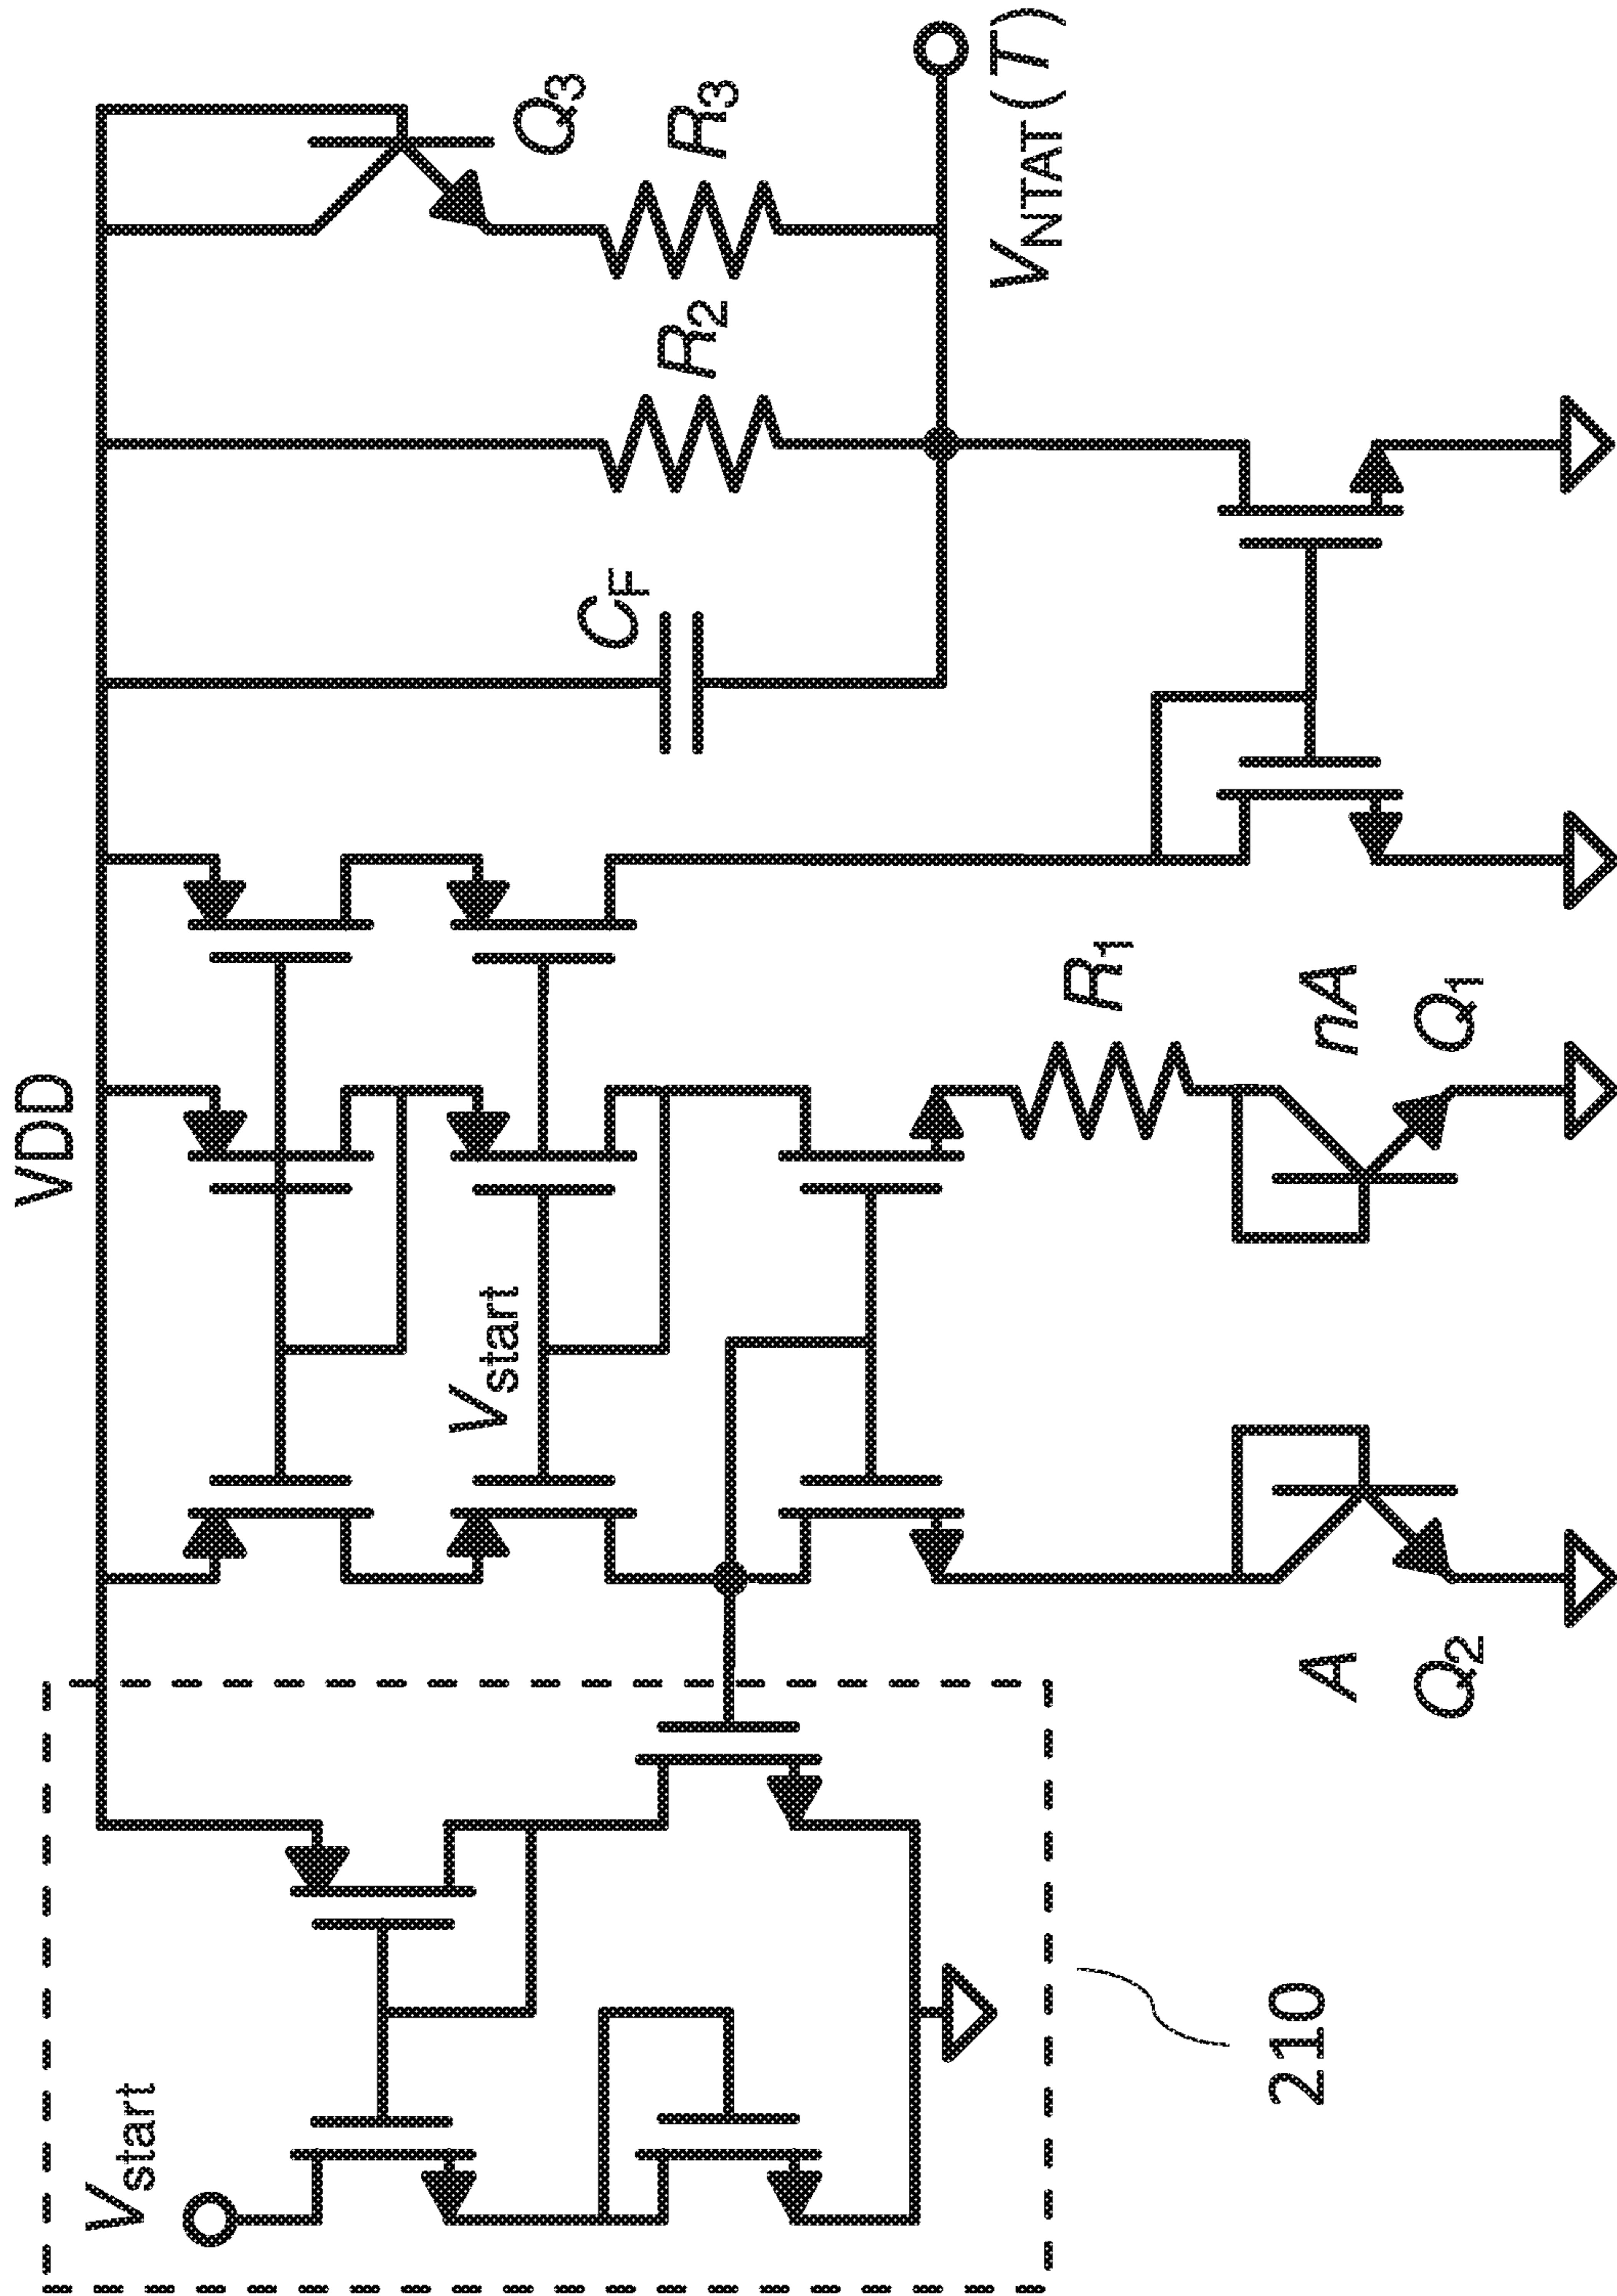 VDD
Vstart
Vstart
CF
R2
R3
Q3
VNTAT(T)
R1
nA
Q1
A
Q2
210